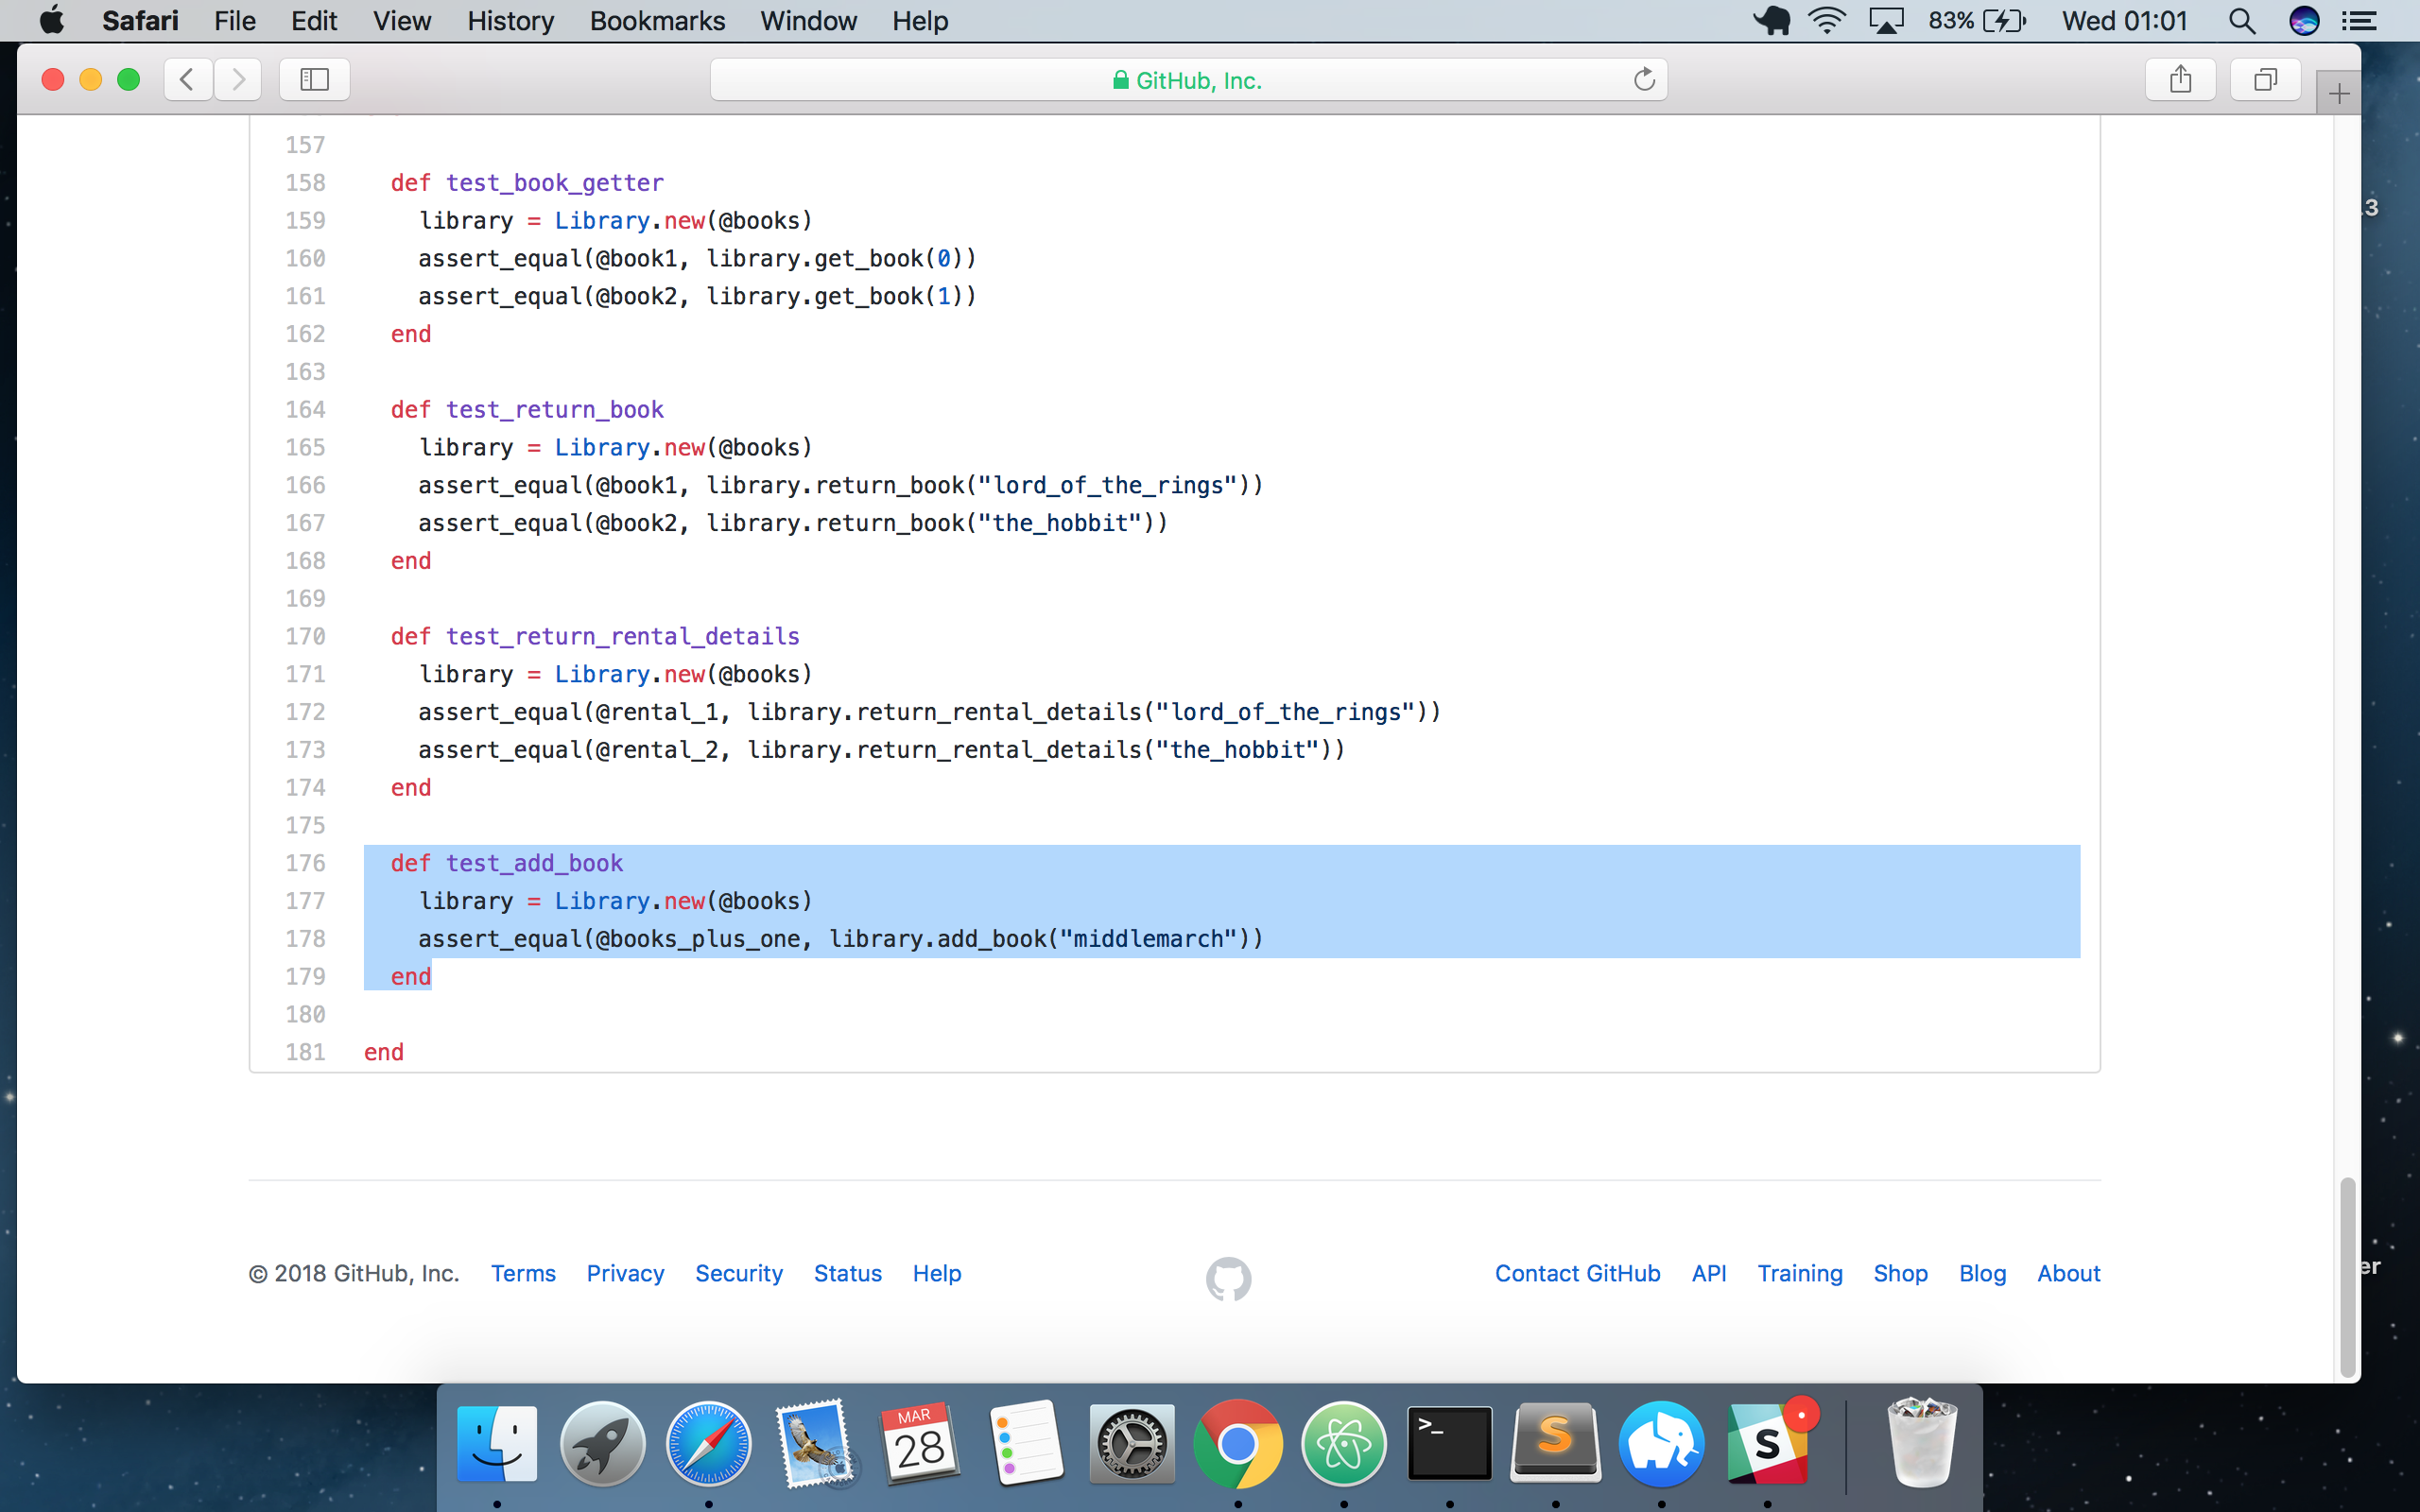 Safari File Edit View History Bookmarks Window Help 83% Wed 01:01
GitHub, Inc.
.3
157
158 def test_book_getter
159 library = Library.new(@books)
160 assert_equal(@book1, library.get_book(0))
161 assert_equal(@book2, library.get_book(1))
162 end
163
164 def test_return_book
165 library = Library.new(@books)
166 assert_equal(@book1, library.return_book("lord_of_the_rings"))
167 assert_equal(@book2, library.return_book("the_hobbit"))
168 end
169
170 def test_return_rental_details
171 library = Library.new(@books)
172 assert_equal(@rental_1, library.return_rental_details("lord_of_the_rings"))
173 assert_equal(@rental_2, library.return_rental_details("the_hobbit"))
174 end
175
176 def test_add_book
177 library = Library.new(@books)
178 assert_equal(@books_plus_one, library.add_book("middlemarch"))
179 end
180
181 end
er
© 2018 GitHub, Inc. Terms Privacy Security Status Help Contact GitHub API Training Shop Blog About
MAR
28
>_
S
S